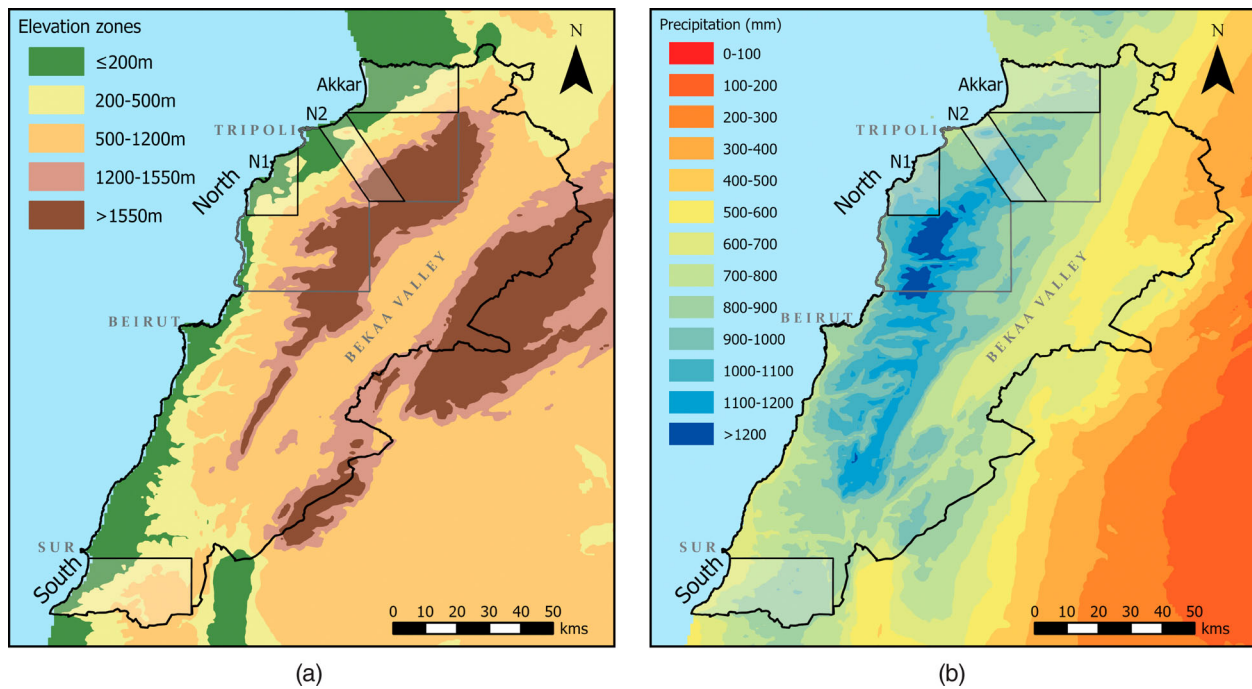 Elevation zones
≤200m
200-500m
500-1200m
1200-1550m
>1550m
N
Akkar
N2
TRIPOLI
N1
North
BEKAA VALLEY
BEIRUT
SUR
South
0 10 20 30 40 50
kms
(a)
Precipitation (mm)
0-100
100-200
200-300
300-400
400-500
500-600
600-700
700-800
800-900
900-1000
1000-1100
1100-1200
>1200
N
Akkar
N2
TRIPOLI
N1
North
BEKAA VALLEY
BEIRUT
SUR
South
0 10 20 30 40 50
kms
(b)